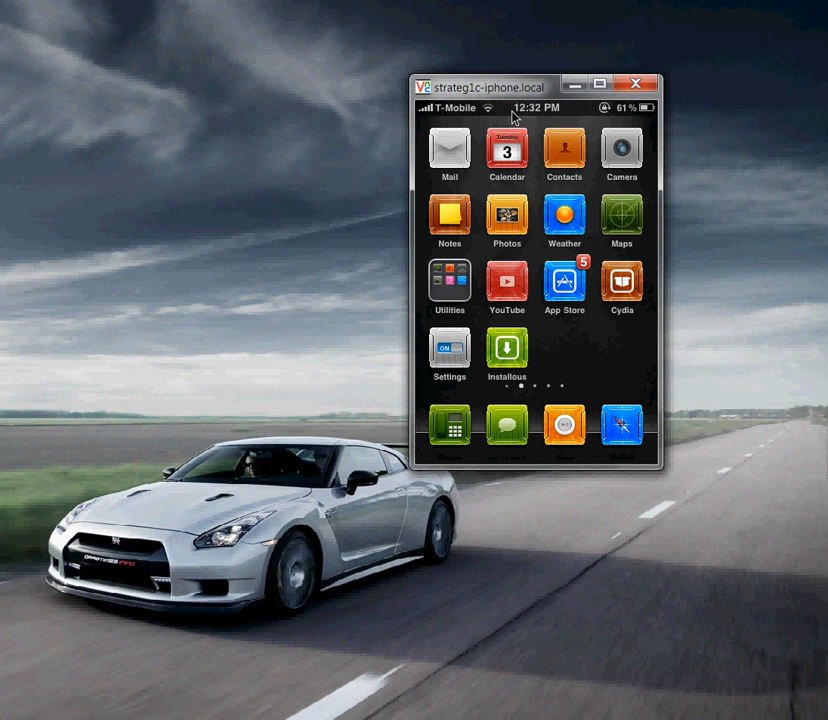 VNC strateg1c-iphone.local
T-Mobile 12:32 PM 61%
Tuesday
3
Mail Calendar Contacts Camera
Notes Photos Weather Maps
5
Utilities YouTube App Store Cydia
ON
Settings Installous